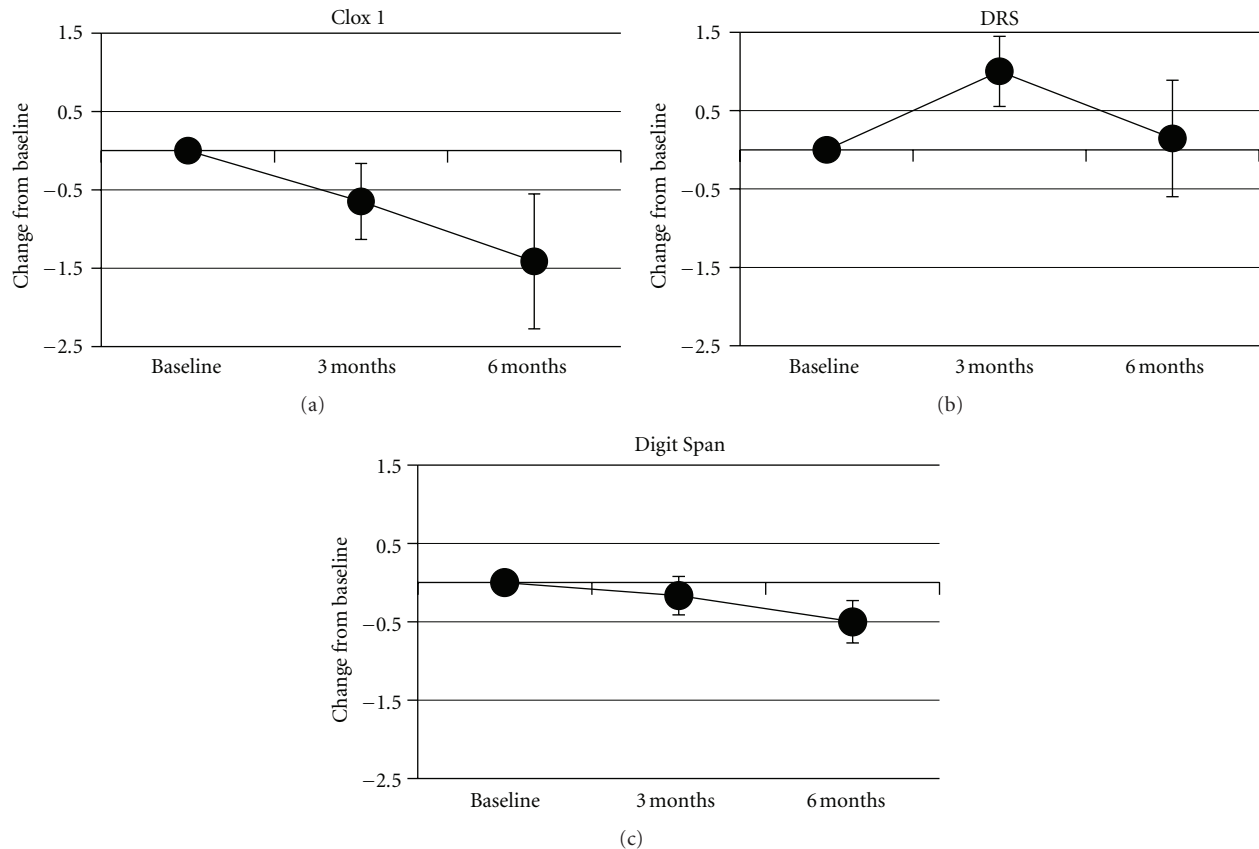 Clox 1
1.5
0.5
−0.5
−1.5
−2.5
Change from baseline
Baseline 3 months 6 months
(a)
DRS
1.5
0.5
−0.5
−1.5
−2.5
Change from baseline
Baseline 3 months 6 months
(b)
Digit Span
1.5
0.5
−0.5
−1.5
−2.5
Change from baseline
Baseline 3 months 6 months
(c)